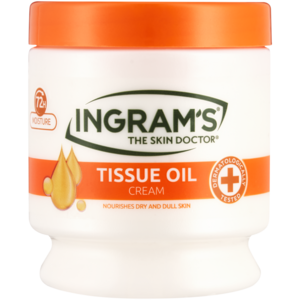 72H
MOISTURE
INGRAM'S®
THE SKIN DOCTOR®
TISSUE OIL
CREAM
NOURISHES DRY AND DULL SKIN
DERMATOLOGICALLY
TESTED